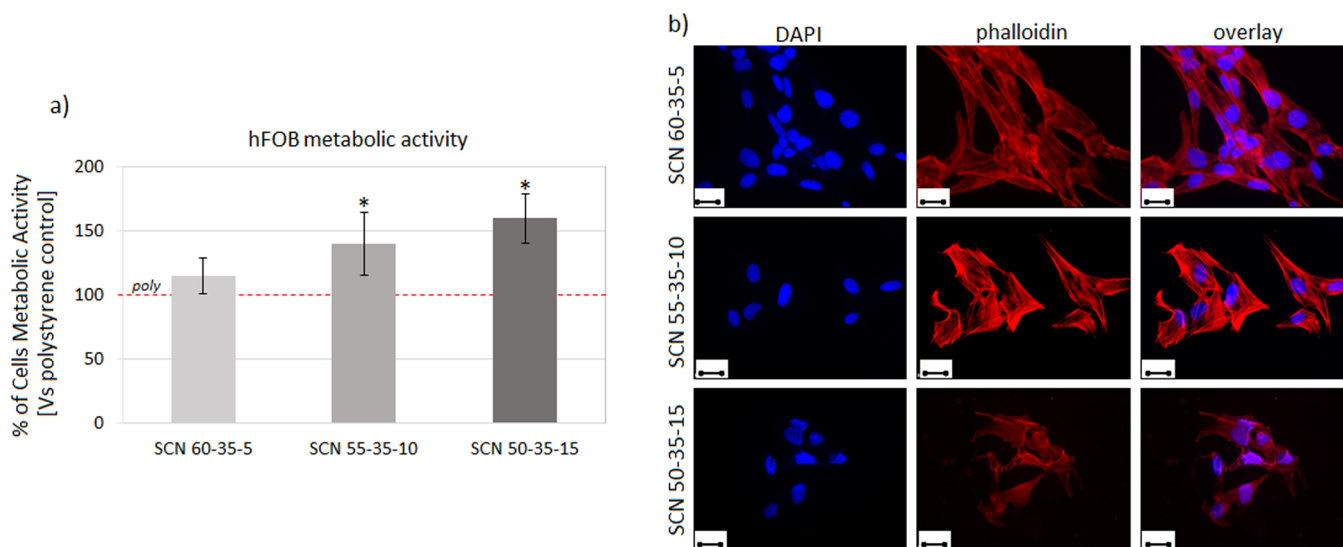 a)
hFOB metabolic activity
% of Cells Metabolic Activity
[Vs polystyrene control]
200
150
100
50
0
poly
*
*
SCN 60-35-5
SCN 55-35-10
SCN 50-35-15
b)
DAPI
phalloidin
overlay
SCN 60-35-5
SCN 55-35-10
SCN 50-35-15